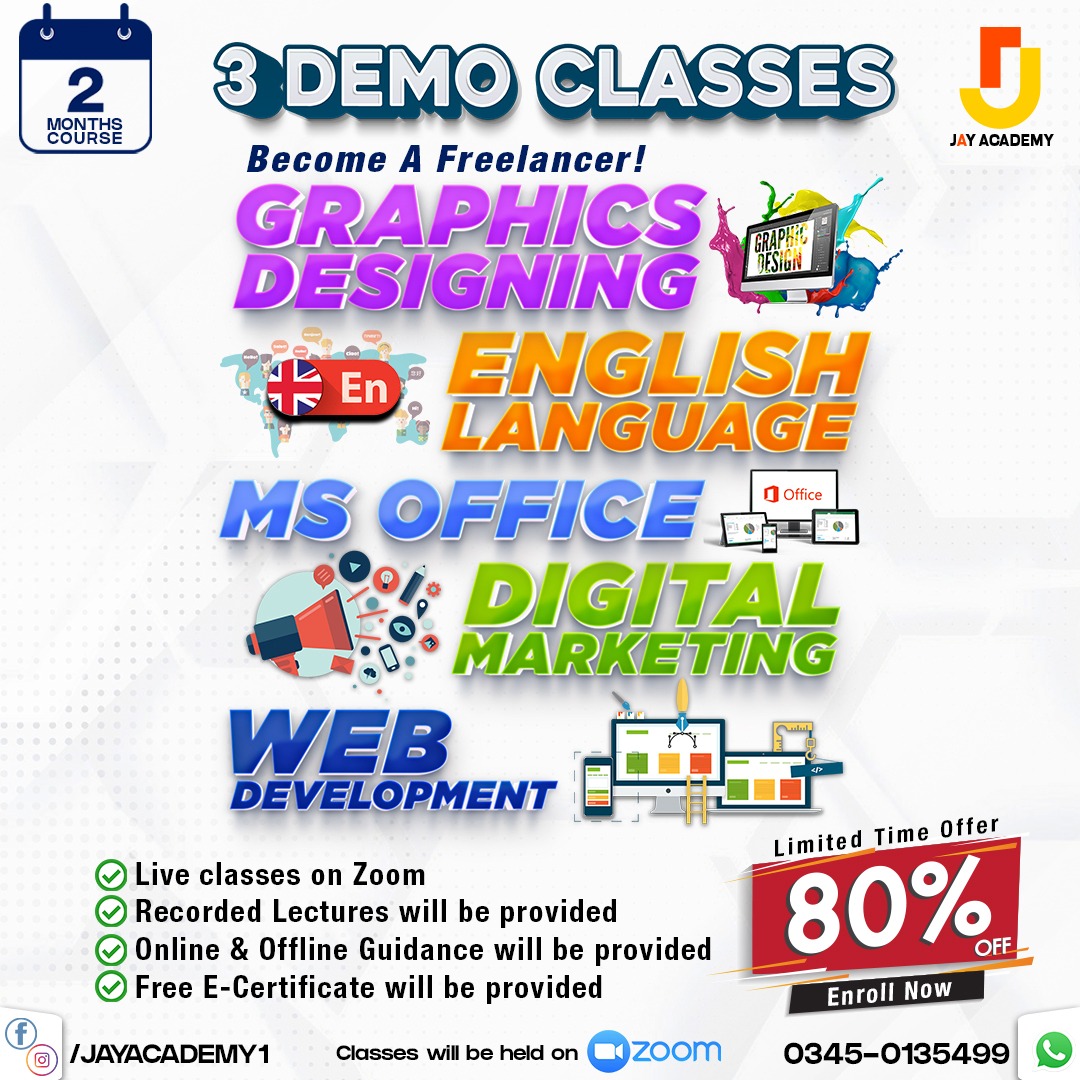 2
MONTHS
COURSE
3 DEMO CLASSES
JAY ACADEMY
Become A Freelancer!
GRAPHICS
DESIGNING
GRAPHIC
DESIGN
En
ENGLISH
LANGUAGE
MS OFFICE
Office
DIGITAL
MARKETING
WEB
DEVELOPMENT
</>
Limited Time Offer
80%
OFF
Enroll Now
Live classes on Zoom
Recorded Lectures will be provided
Online & Offline Guidance will be provided
Free E-Certificate will be provided
/JAYACADEMY1
Classes will be held on zoom
0345-0135499